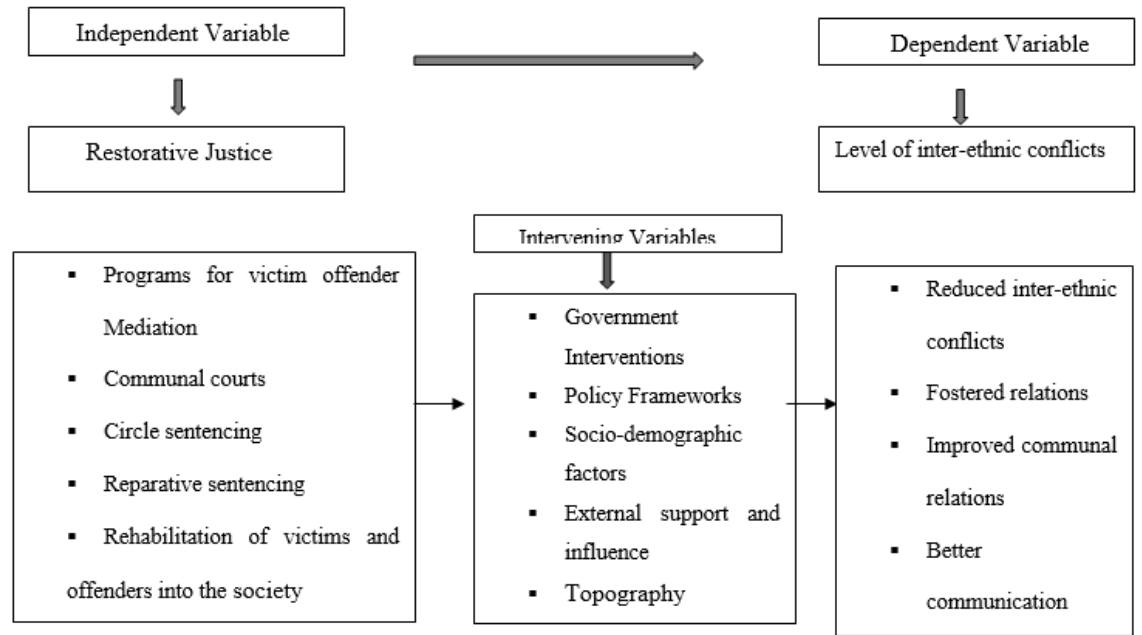 Independent Variable
Dependent Variable
Restorative Justice
Level of inter-ethnic conflicts
Intervening Variables
▪ Programs for victim offender
Mediation
▪ Communal courts
▪ Circle sentencing
▪ Reparative sentencing
▪ Rehabilitation of victims and
offenders into the society
▪ Government
Interventions
▪ Policy Frameworks
▪ Socio-demographic
factors
▪ External support and
influence
▪ Topography
▪ Reduced inter-ethnic
conflicts
▪ Fostered relations
▪ Improved communal
relations
▪ Better
communication